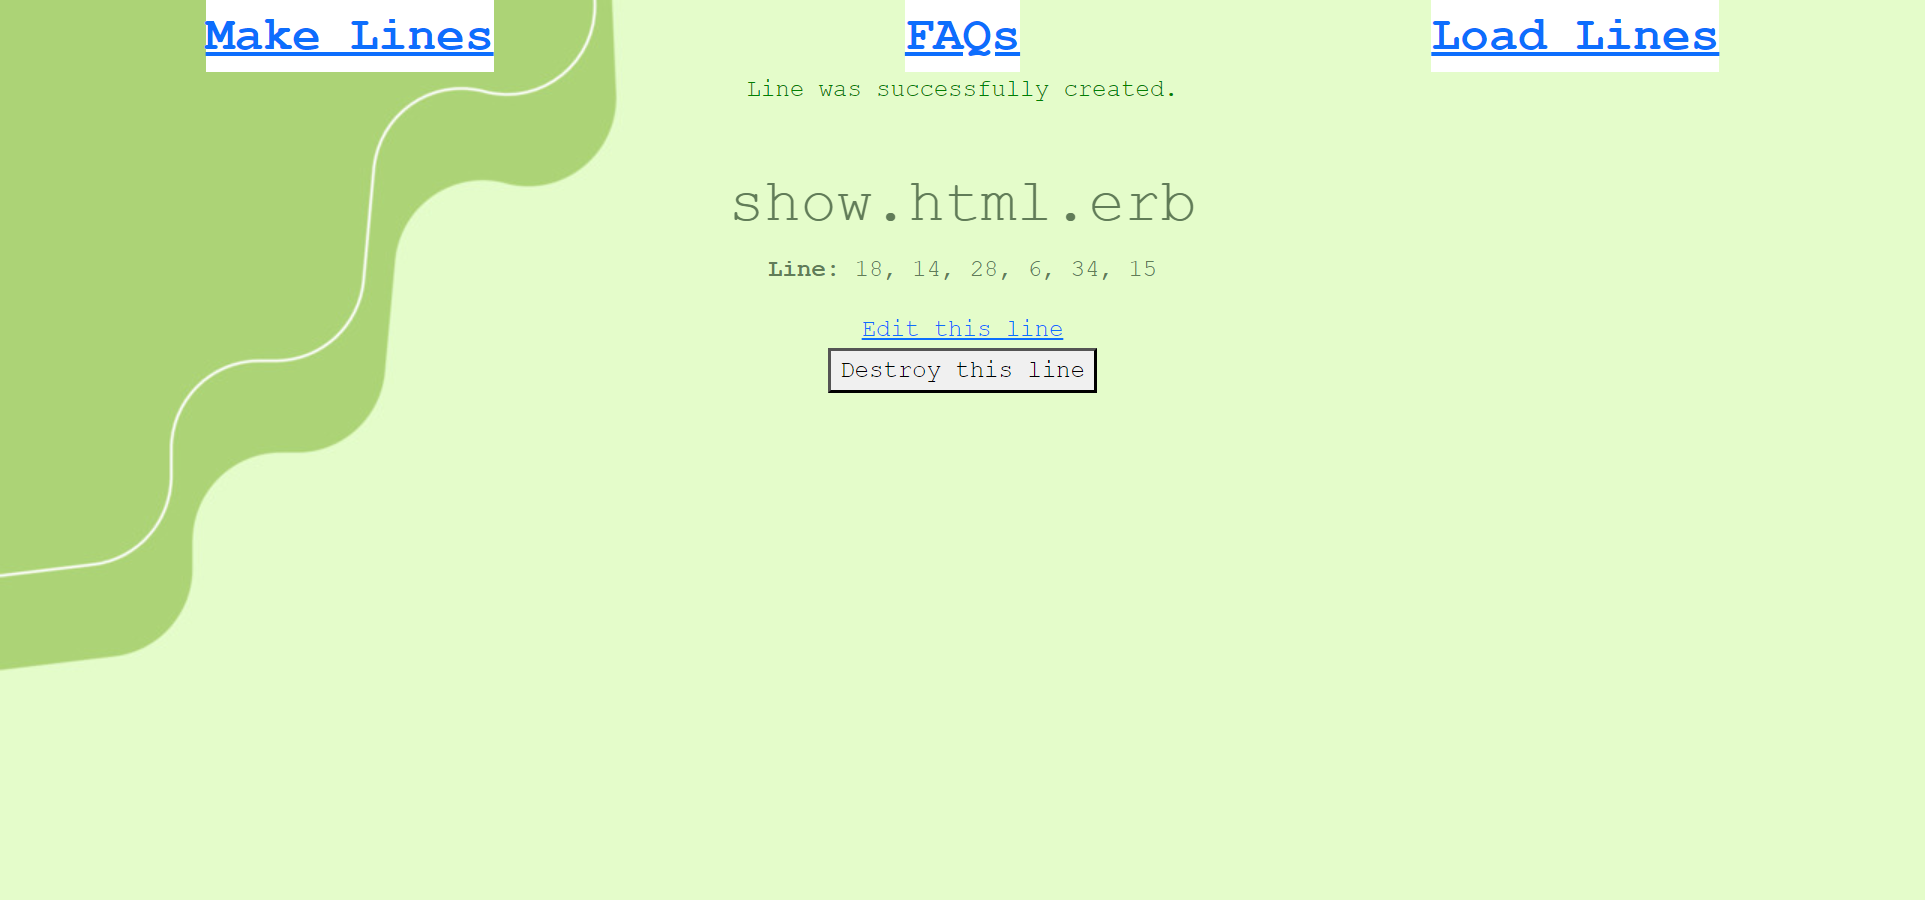 Make Lines FAQs Load Lines
Line was successfully created.
show.html.erb
Line: 18, 14, 28, 6, 34, 15
Edit this line
Destroy this line